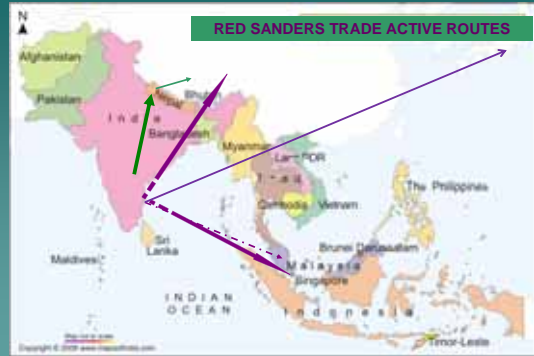 RED SANDERS TRADE ACTIVE ROUTES
N
Afghanistan
Pakistan
Nepal
Bhutan
India
Bangladesh
Myanmar
Lao PDR
Cambodia
Vietnam
The Philippines
Sri
Lanka
Maldives
Brunei Darussalam
Malaysia
Singapore
INDIAN
OCEAN
Indonesia
Timor-Leste